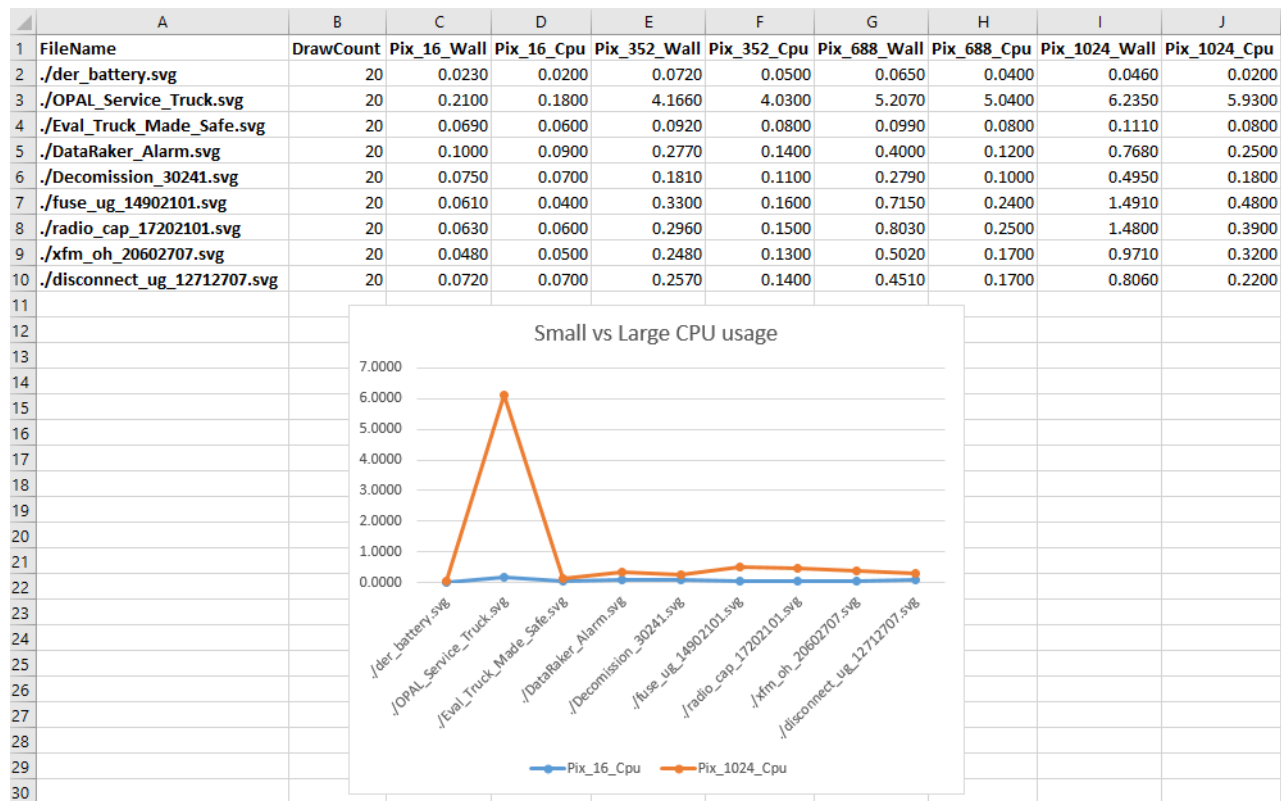 A B C D E F G H I J
1 FileName DrawCount Pix_16_Wall Pix_16_Cpu Pix_352_Wall Pix_352_Cpu Pix_688_Wall Pix_688_Cpu Pix_1024_Wall Pix_1024_Cpu
2 ./der_battery.svg 20 0.0230 0.0200 0.0720 0.0500 0.0650 0.0400 0.0460 0.0200
3 ./OPAL_Service_Truck.svg 20 0.2100 0.1800 4.1660 4.0300 5.2070 5.0400 6.2350 5.9300
4 ./Eval_Truck_Made_Safe.svg 20 0.0690 0.0600 0.0920 0.0800 0.0990 0.0800 0.1110 0.0800
5 ./DataRaker_Alarm.svg 20 0.1000 0.0900 0.2770 0.1400 0.4000 0.1200 0.7680 0.2500
6 ./Decomission_30241.svg 20 0.0750 0.0700 0.1810 0.1100 0.2790 0.1000 0.4950 0.1800
7 ./fuse_ug_14902101.svg 20 0.0610 0.0400 0.3300 0.1600 0.7150 0.2400 1.4910 0.4800
8 ./radio_cap_17202101.svg 20 0.0630 0.0600 0.2960 0.1500 0.8030 0.2500 1.4800 0.3900
9 ./xfm_oh_20602707.svg 20 0.0480 0.0500 0.2480 0.1300 0.5020 0.1700 0.9710 0.3200
10 ./disconnect_ug_12712707.svg 20 0.0720 0.0700 0.2570 0.1400 0.4510 0.1700 0.8060 0.2200
11
12
13
14
15
16
17
18
19
20
21
22
23
24
25
26
27
28
29
30
Small vs Large CPU usage
7.0000
6.0000
5.0000
4.0000
3.0000
2.0000
1.0000
0.0000
./der_battery.svg
./OPAL_Service_Truck.svg
./Eval_Truck_Made_Safe.svg
./DataRaker_Alarm.svg
./Decomission_30241.svg
./fuse_ug_14902101.svg
./radio_cap_17202101.svg
./xfm_oh_20602707.svg
./disconnect_ug_12712707.svg
Pix_16_Cpu Pix_1024_Cpu